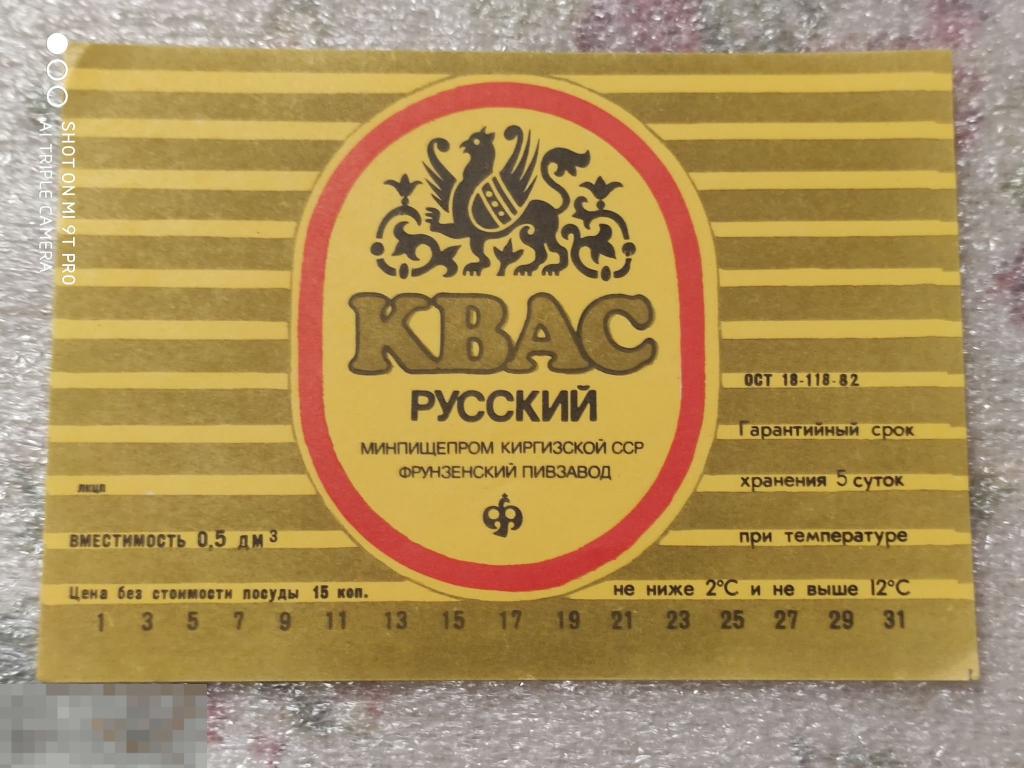 SHOT ON MI 9T PRO
AI TRIPLE CAMERA
КВАС
РУССКИЙ
МИНПИЩЕПРОМ КИРГИЗСКОЙ ССР
ФРУНЗЕНСКИЙ ПИВЗАВОД
ОСТ 18-118-82
Гарантийный срок
хранения 5 суток
при температуре
не ниже 2°С и не выше 12°С
лкцп
ВМЕСТИМОСТЬ 0,5 дм³
Цена без стоимости посуды 15 коп.
1 3 5 7 9 11 13 15 17 19 21 23 25 27 29 31